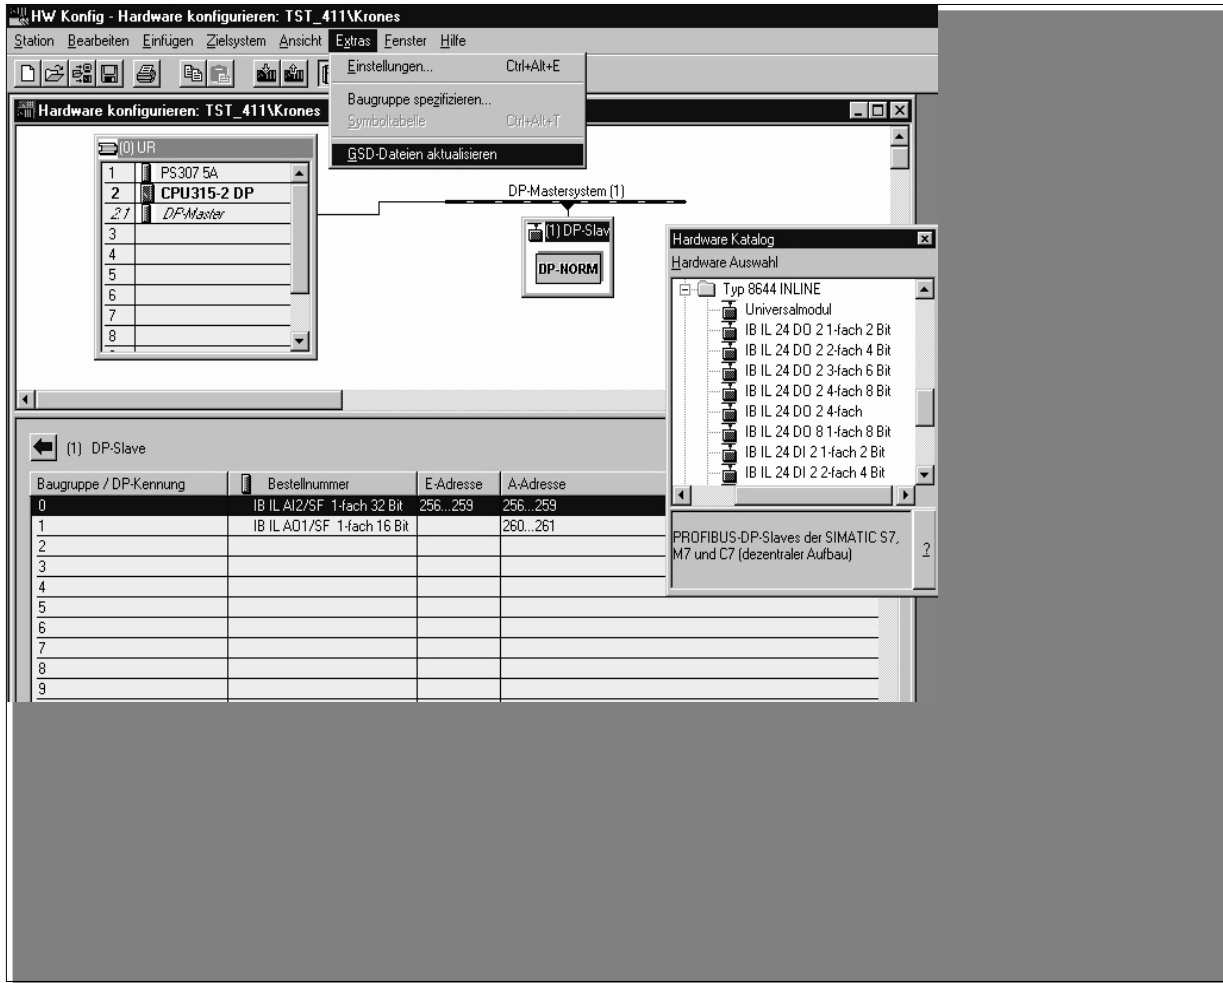 HW Konfig - Hardware konfigurieren: TST_411\Krones
Station Bearbeiten Einfügen Zielsystem Ansicht Extras Fenster Hilfe
Einstellungen... Ctrl+Alt+E
Baugruppe spezifizieren...
Symboltabelle Ctrl+Alt+T
GSD-Dateien aktualisieren
Hardware konfigurieren: TST_411\Krones
(0) UR
1 PS307 5A
2 CPU315-2 DP
21 DP-Master
3
4
5
6
7
8
DP-Mastersystem (1)
(1) DP-Slav
DP-NORM
Hardware Katalog
Hardware Auswahl
Typ 8644 INLINE
Universalmodul
IB IL 24 DO 2 1-fach 2 Bit
IB IL 24 DO 2 2-fach 4 Bit
IB IL 24 DO 2 3-fach 6 Bit
IB IL 24 DO 2 4-fach 8 Bit
IB IL 24 DO 2 4-fach
IB IL 24 DO 8 1-fach 8 Bit
IB IL 24 DI 2 1-fach 2 Bit
IB IL 24 DI 2 2-fach 4 Bit
PROFIBUS-DP-Slaves der SIMATIC S7,
M7 und C7 (dezentraler Aufbau)
?
(1) DP-Slave
Baugruppe / DP-Kennung Bestellnummer E-Adresse A-Adresse
0 IB IL AI2/SF 1-fach 32 Bit 256...259 256...259
1 IB IL AO1/SF 1-fach 16 Bit 260...261
2
3
4
5
6
7
8
9